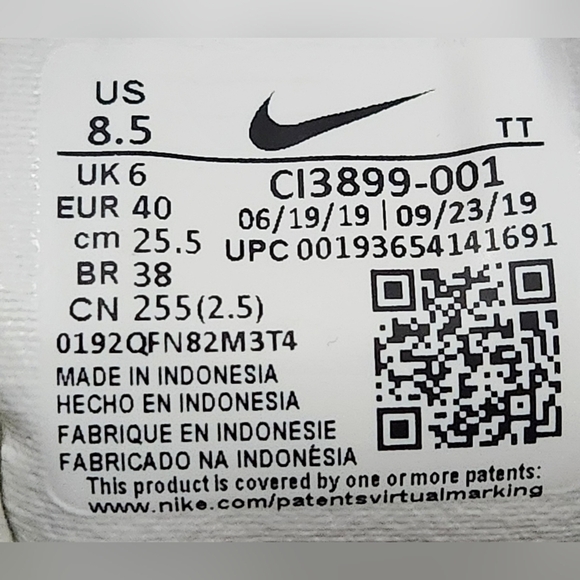 US
8.5
TT
UK 6
EUR 40
cm 25.5
BR 38
CN 255(2.5)
CI3899-001
06/19/19 | 09/23/19
UPC 00193654141691
0192QFN82M3T4
MADE IN INDONESIA
HECHO EN INDONESIA
FABRIQUE EN INDONESIE
FABRICADO NA INDONÉSIA
This product is covered by one or more patents:
www.nike.com/patentsvirtualmarking